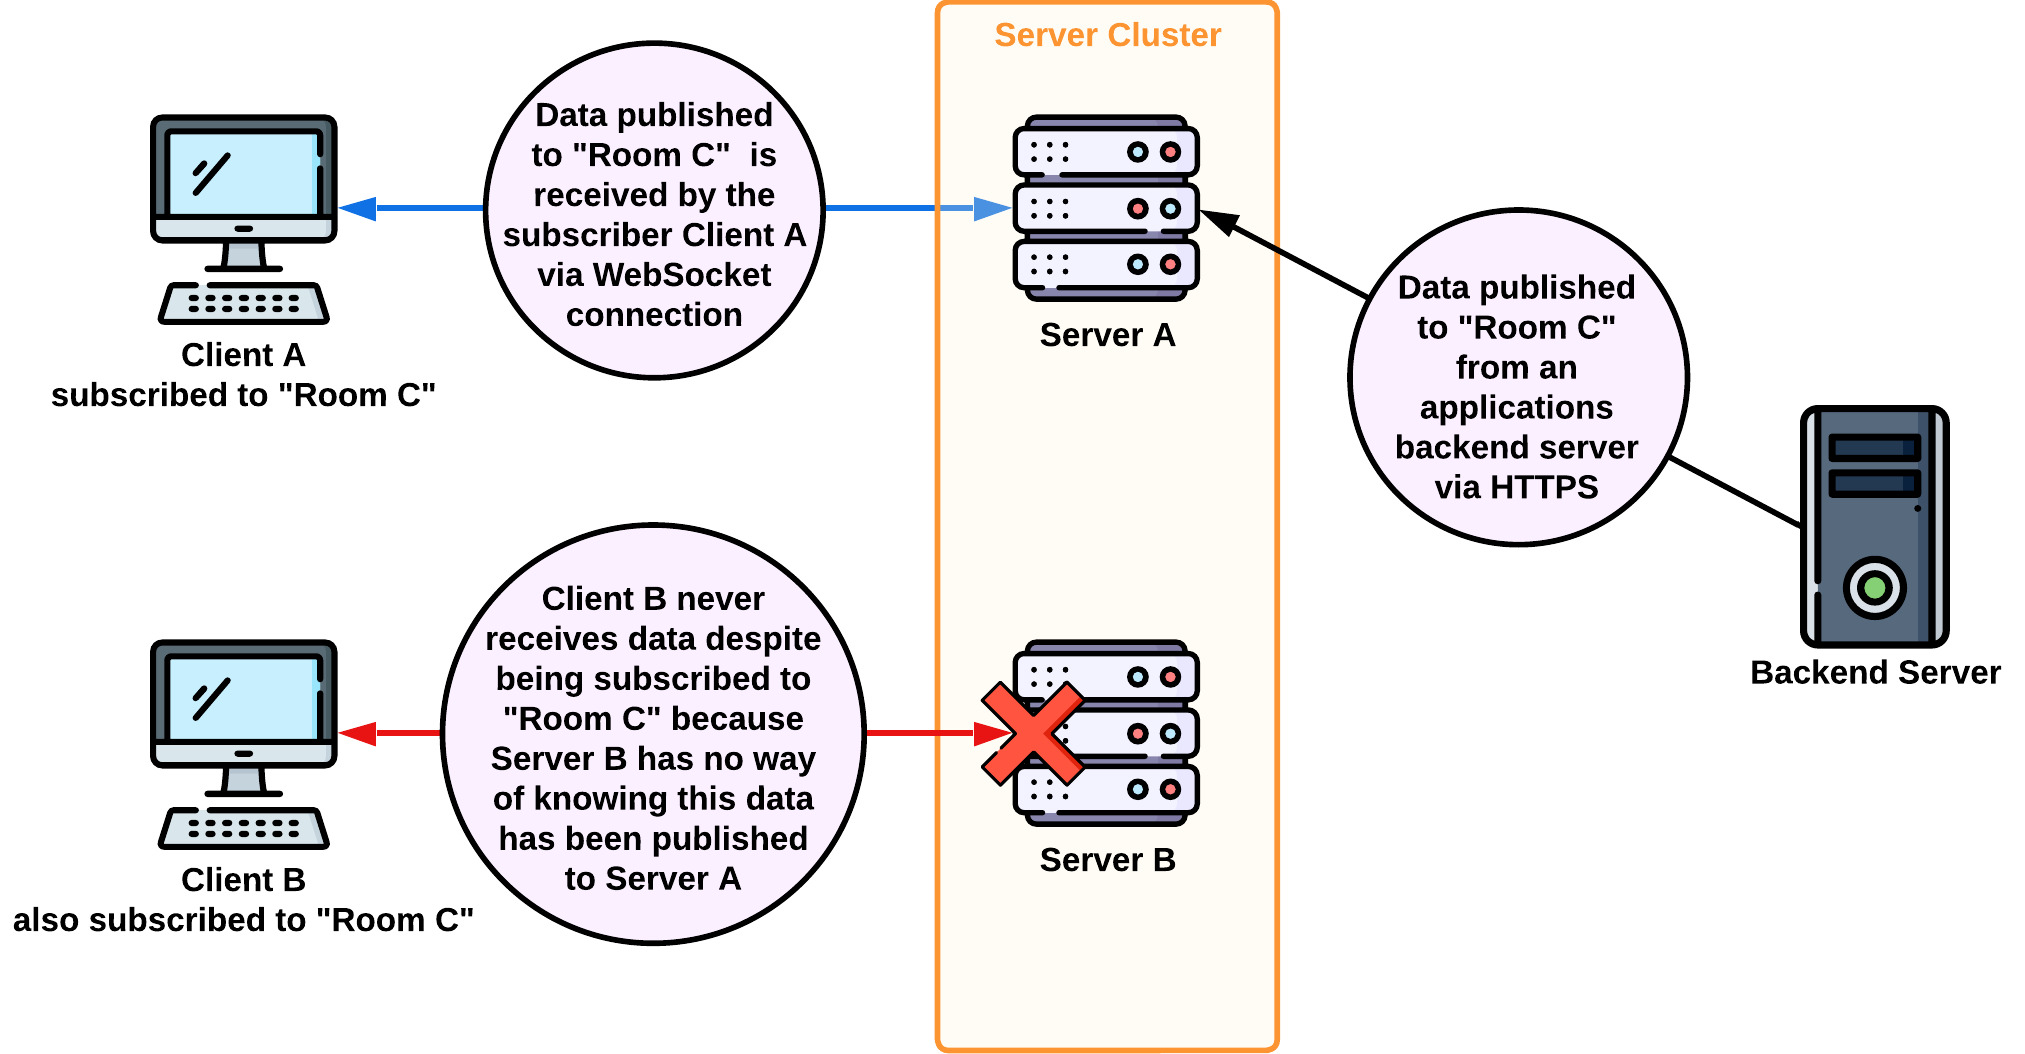 Server Cluster
Data published
to "Room C"  is
received by the
subscriber Client A
via WebSocket
connection
Client A
subscribed to "Room C"
Server A
Data published
to "Room C"
from an
applications
backend server
via HTTPS
Backend Server
Client B never
receives data despite
being subscribed to
"Room C" because
Server B has no way
of knowing this data
has been published
to Server A
Client B
also subscribed to "Room C"
Server B